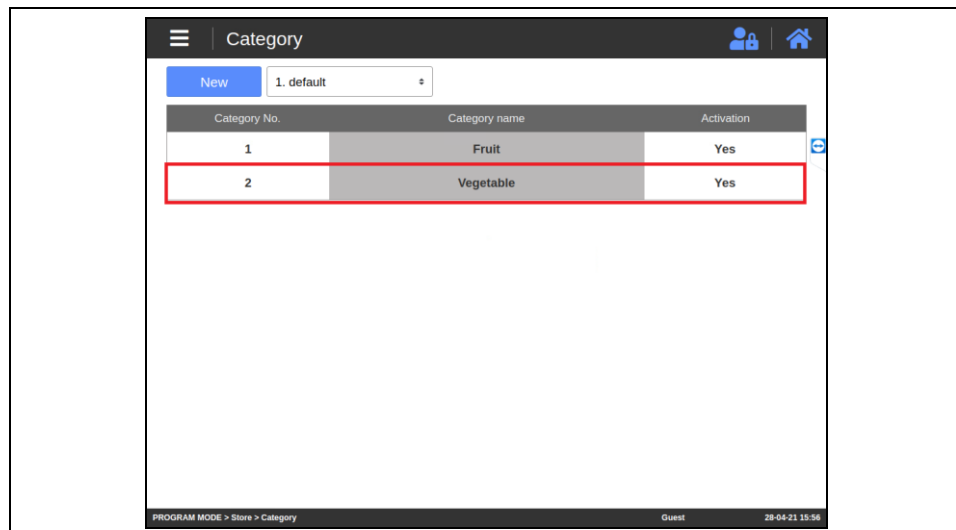 Category
New 1. default
Category No. Category name Activation
1 Fruit Yes
2 Vegetable Yes
PROGRAM MODE > Store > Category Guest 28-04-21 15:56